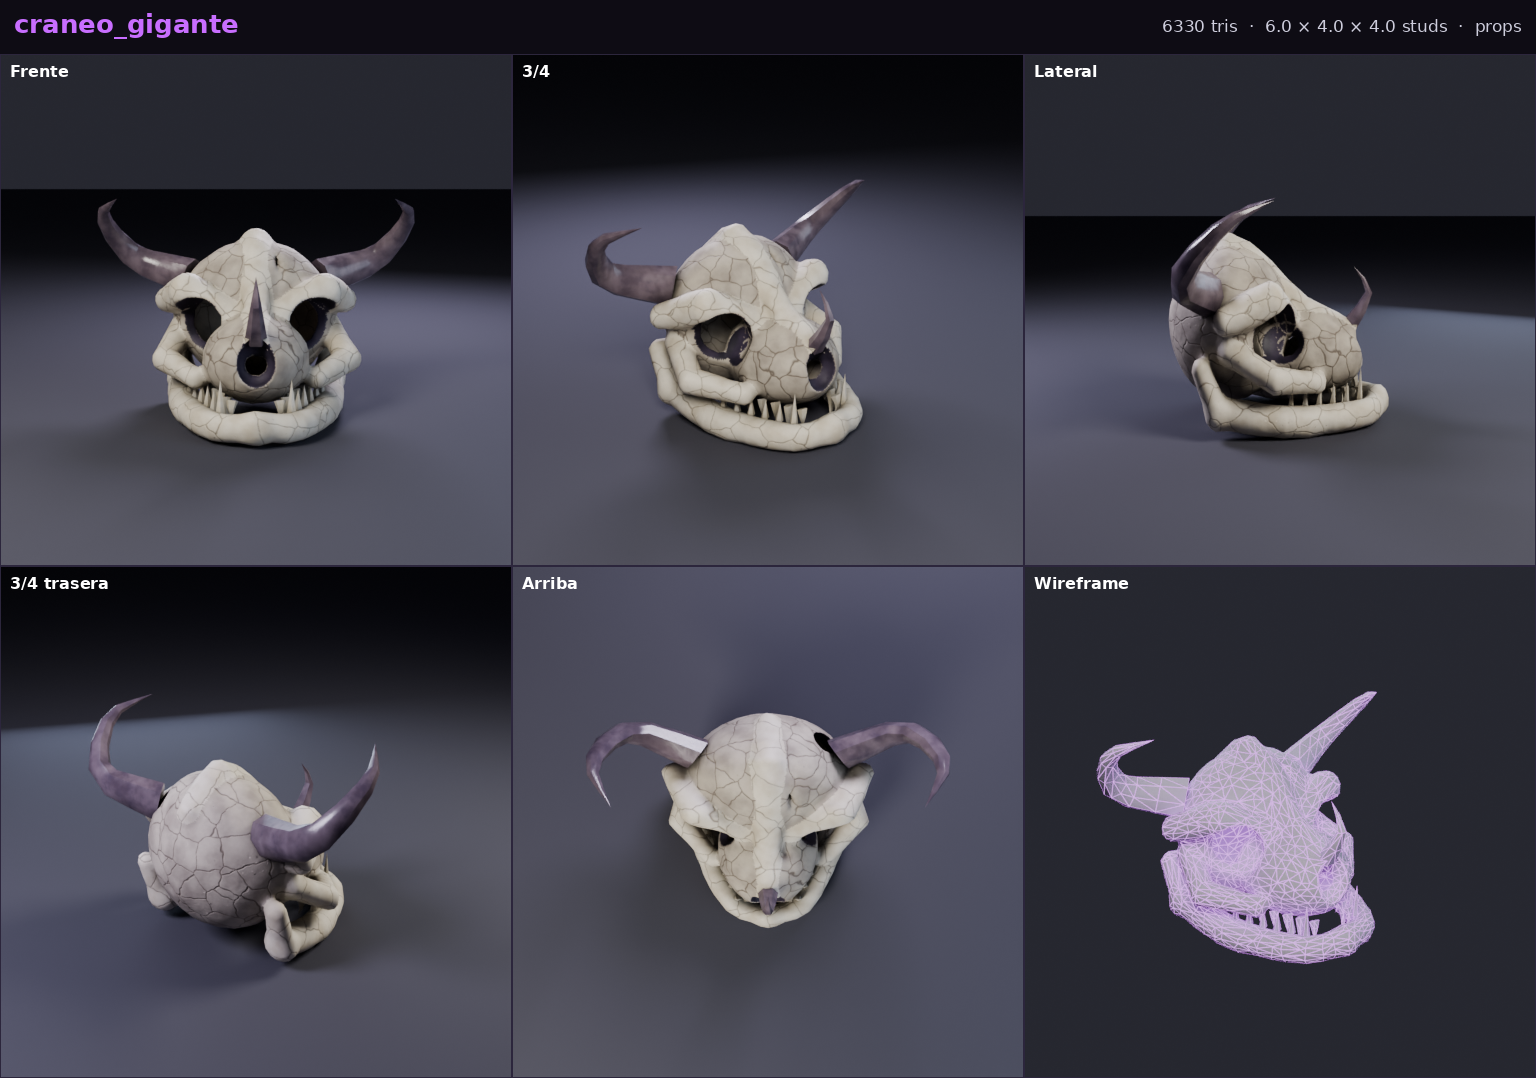 craneo_gigante
6330 tris · 6.0 × 4.0 × 4.0 studs · props
Frente
3/4
Lateral
3/4 trasera
Arriba
Wireframe